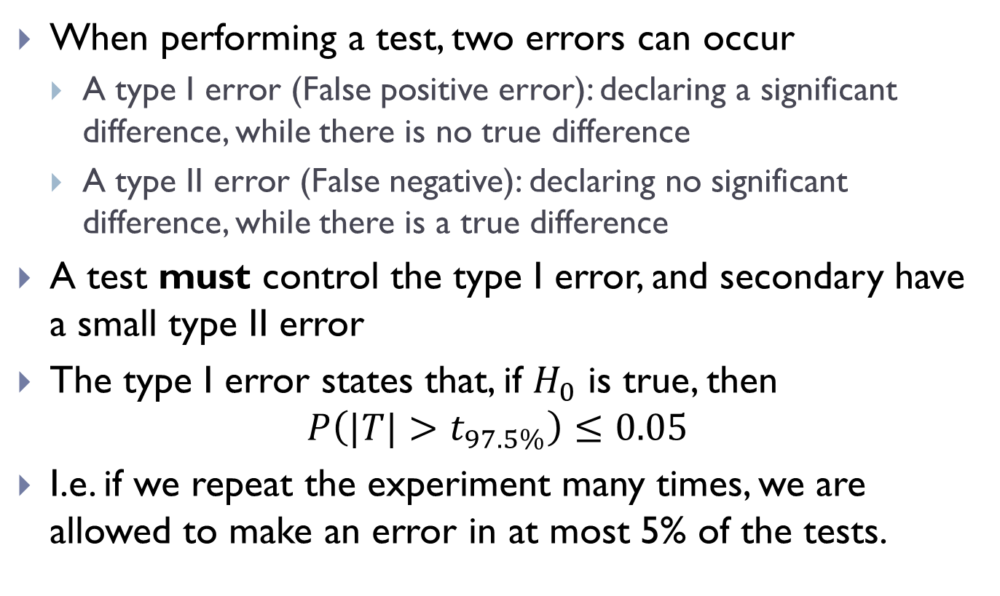 When performing a test, two errors can occur
A type I error (False positive error): declaring a significant
difference, while there is no true difference
A type II error (False negative): declaring no significant
difference, while there is a true difference
A test must control the type I error, and secondary have
a small type II error
The type I error states that, if H₀ is true, then
P(|T| > t₉₇.₅%) ≤ 0.05
I.e. if we repeat the experiment many times, we are
allowed to make an error in at most 5% of the tests.